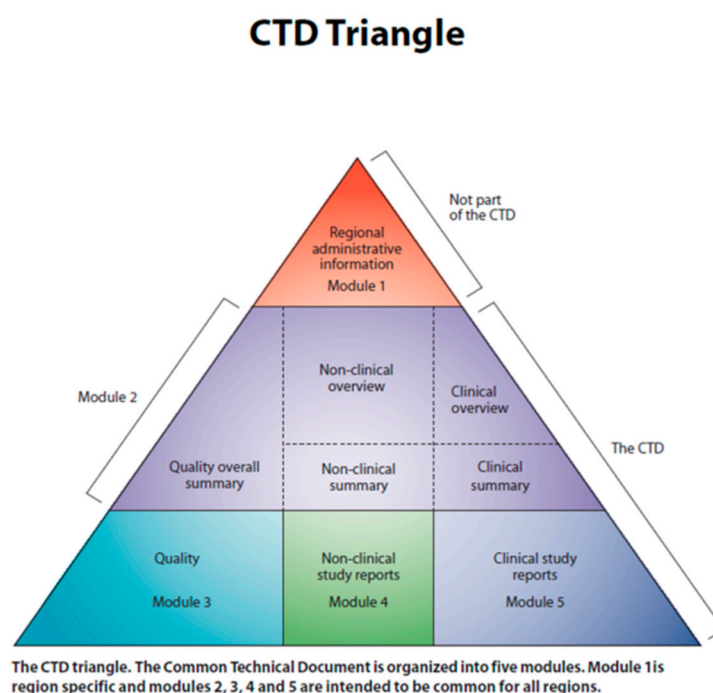 CTD Triangle
Not part
of the CTD
Regional
administrative
information
Module 1
Module 2
Non-clinical
overview
Clinical
overview
The CTD
Quality overall
summary
Non-clinical
summary
Clinical
summary
Quality
Module 3
Non-clinical
study reports
Module 4
Clinical study
reports
Module 5
The CTD triangle. The Common Technical Document is organized into five modules. Module 1is
region specific and modules 2, 3, 4 and 5 are intended to be common for all regions.